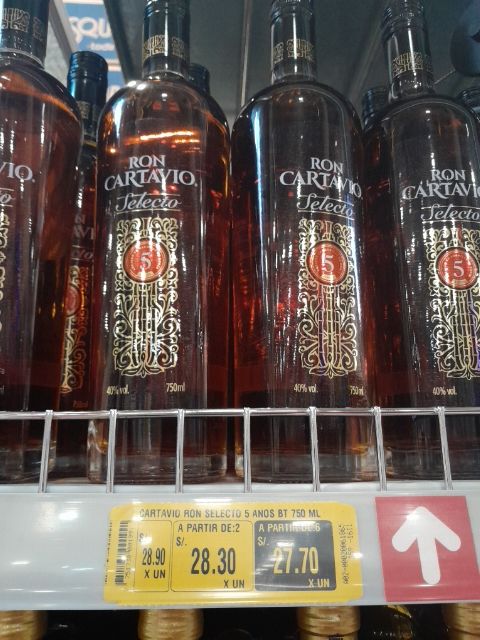 SQU
RON
CARTAVIO
Selecto
5
40% vol.
750ml
RON
CARTAVIO
Selecto
5
40% vol.
750ml
RON
CARTAVIO
Selecto
5
40% vol.
CARTAVIO RON SELECTO 5 ANOS BT 750 ML
S/.
28.90
X UN
A PARTIR DE:2
S/.
28.30
X UN
A PARTIR DE:6
S/.
27.70
X UN